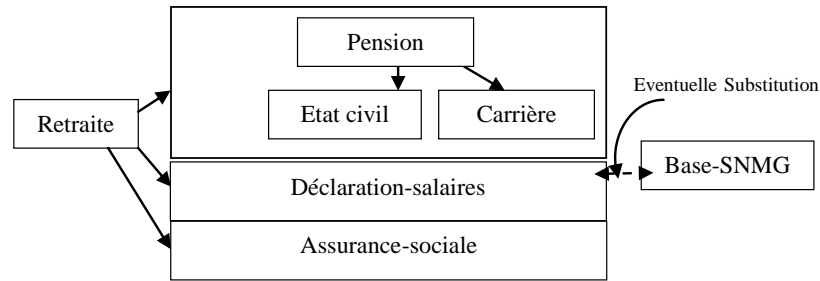 Pension
Eventuelle Substitution
Etat civil
Carrière
Retraite
Base-SNMG
Déclaration-salaires
Assurance-sociale